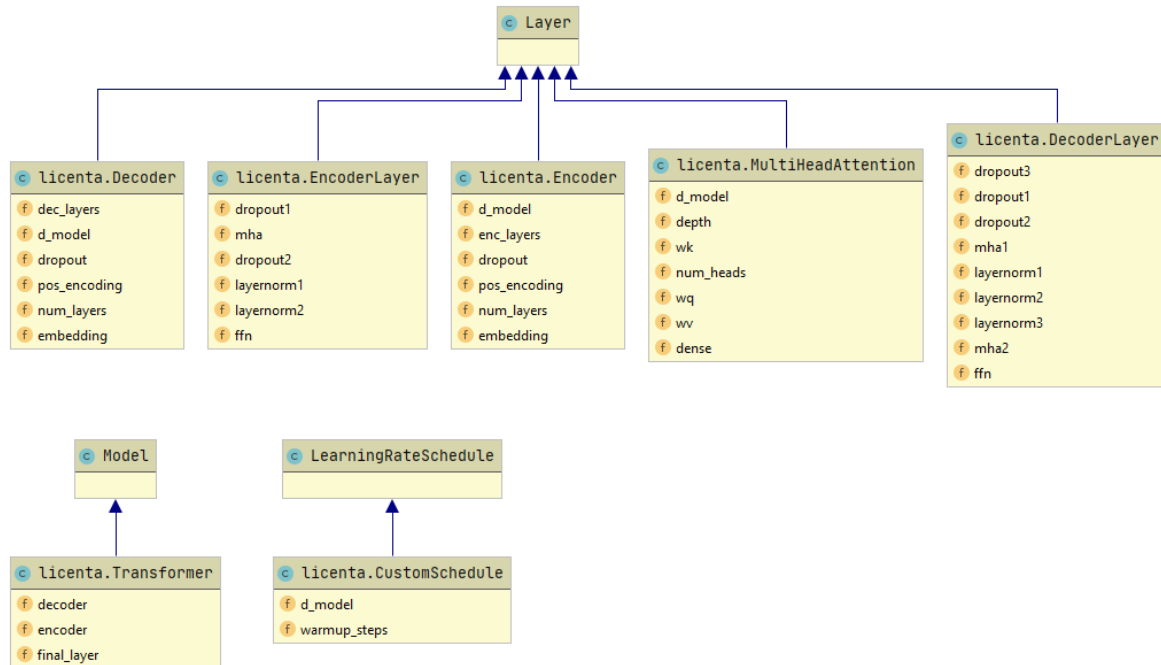 Layer
licenta.Decoder
dec_layers
d_model
dropout
pos_encoding
num_layers
embedding
licenta.EncoderLayer
dropout1
mha
dropout2
layernorm1
layernorm2
ffn
licenta.Encoder
d_model
enc_layers
dropout
pos_encoding
num_layers
embedding
licenta.MultiHeadAttention
d_model
depth
wk
num_heads
wq
wv
dense
licenta.DecoderLayer
dropout3
dropout1
dropout2
mha1
layernorm1
layernorm2
layernorm3
mha2
ffn
Model
licenta.Transformer
decoder
encoder
final_layer
LearningRateSchedule
licenta.CustomSchedule
d_model
warmup_steps